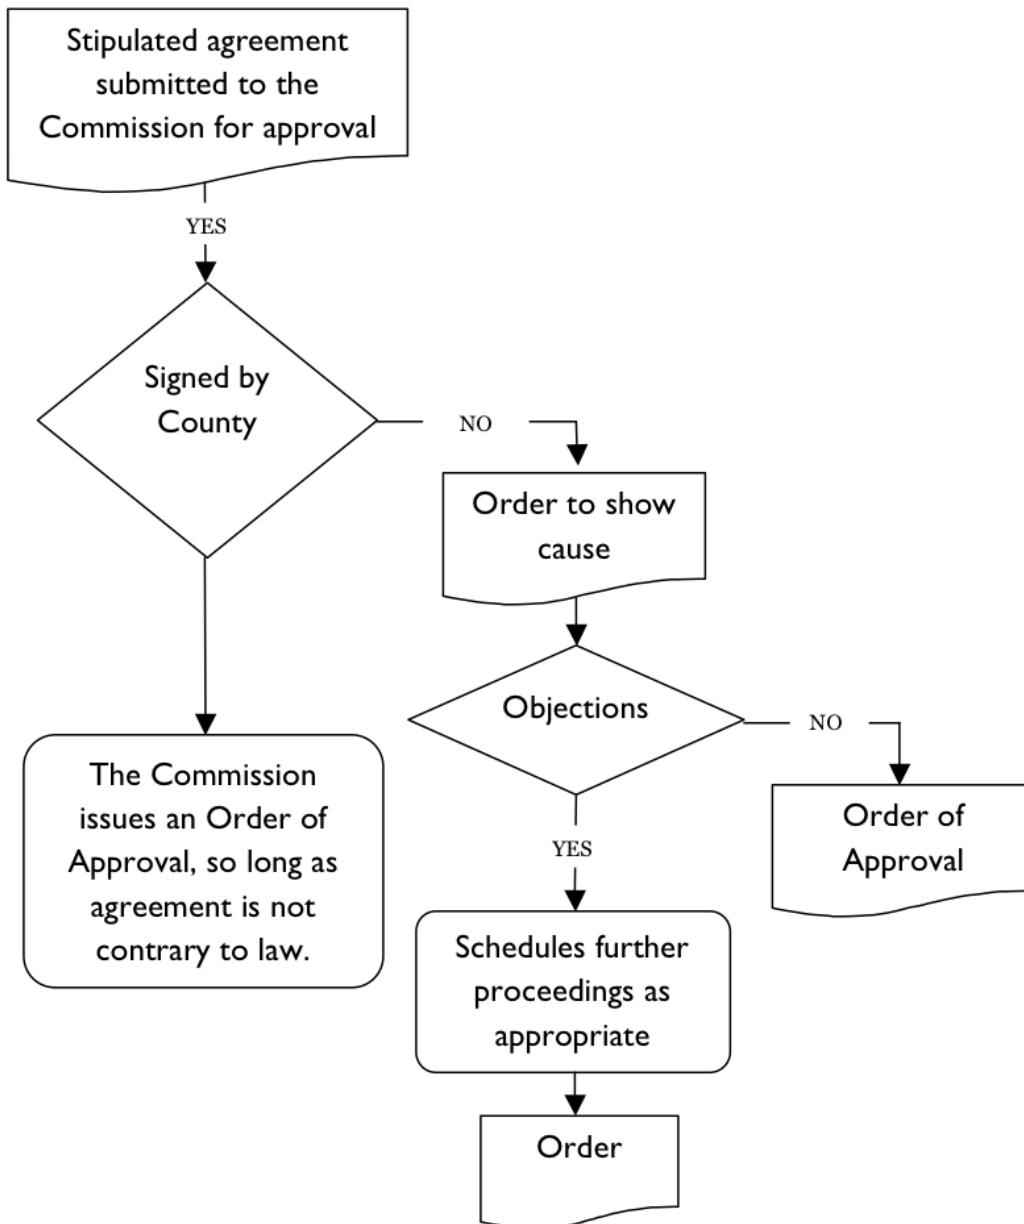 Stipulated agreement
submitted to the
Commission for approval
YES
Signed by
County
NO
Order to show
cause
Objections
NO
The Commission
issues an Order of
Approval, so long as
agreement is not
contrary to law.
Order of
Approval
YES
Schedules further
proceedings as
appropriate
Order